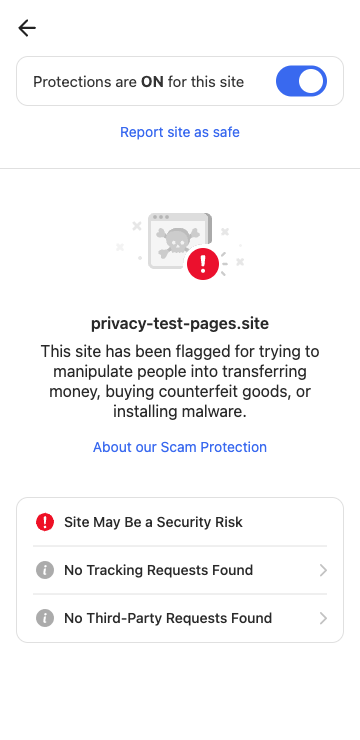 Protections are ON for this site
Report site as safe
privacy-test-pages.site
This site has been flagged for trying to
manipulate people into transferring
money, buying counterfeit goods, or
installing malware.
About our Scam Protection
Site May Be a Security Risk
No Tracking Requests Found
No Third-Party Requests Found